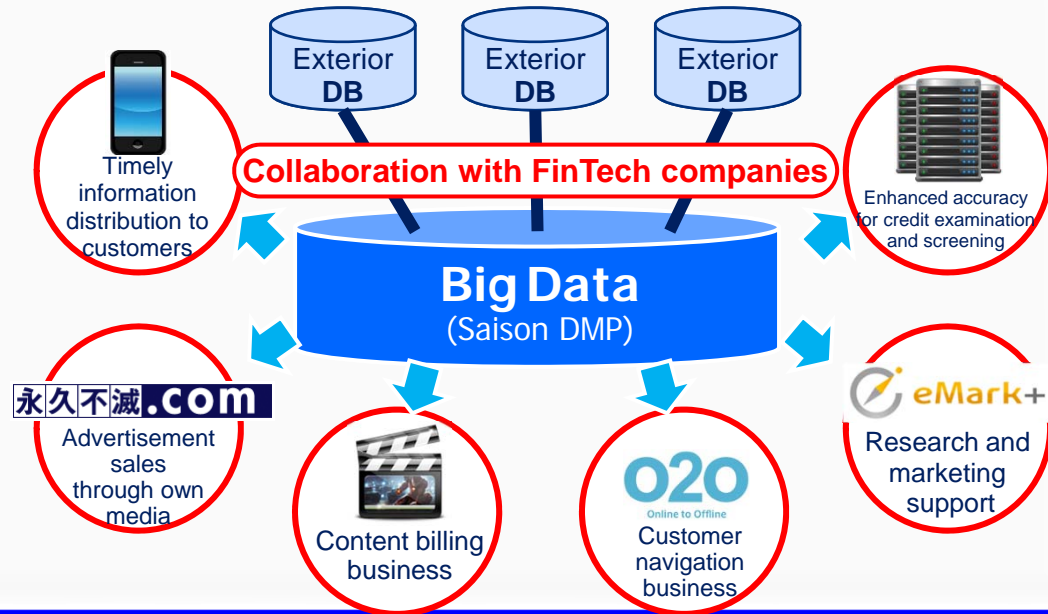 Exterior
DB
Exterior
DB
Exterior
DB
Collaboration with FinTech companies
Timely
information
distribution to
customers
Enhanced accuracy
for credit examination
and screening
Big Data
(Saison DMP)
永久不滅.com
Advertisement
sales
through own
media
Content billing
business
O2O
Online to Offline
Customer
navigation
business
eMark+
Research and
marketing
support